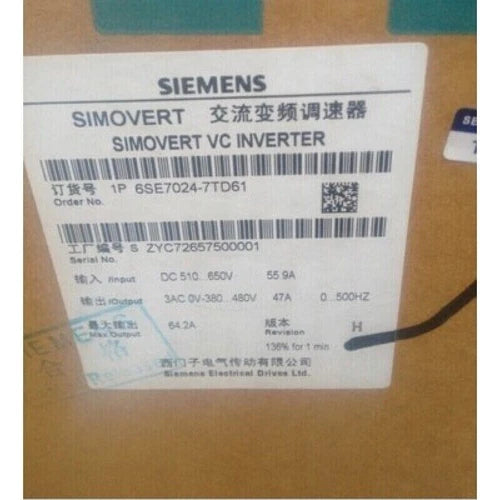 SIEMENS
SIMOVERT 交流变频调速器
SIMOVERT VC INVERTER
订货号 1P 6SE7024-7TD61
Order No.
工厂编号 S ZYC72657500001
Serial No.
输入 /Input DC 510...650V 55.9A
输出 /Output 3AC 0V-380...480V 47A 0...500HZ
最大输出 64.2A 版本 H
Max Output Revision
136% for 1 min
西门子电气传动有限公司
Siemens Electrical Drives Ltd.